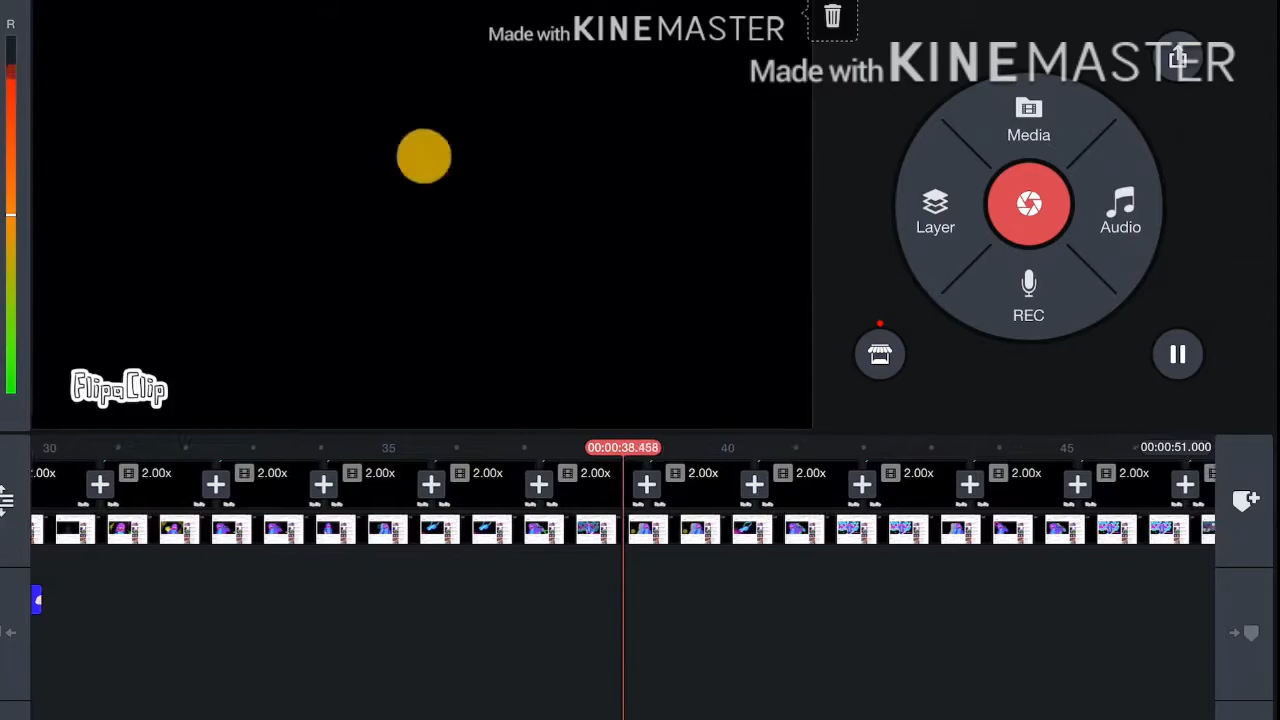 R
Made with KINEMASTER
Made with KINEMASTER
Media
Layer
Audio
REC
FlipaClip
30
35
00:00:38.458
40
45
00:00:51.000
.00x
2.00x
2.00x
2.00x
2.00x
2.00x
2.00x
2.00x
2.00x
2.00x
2.00x